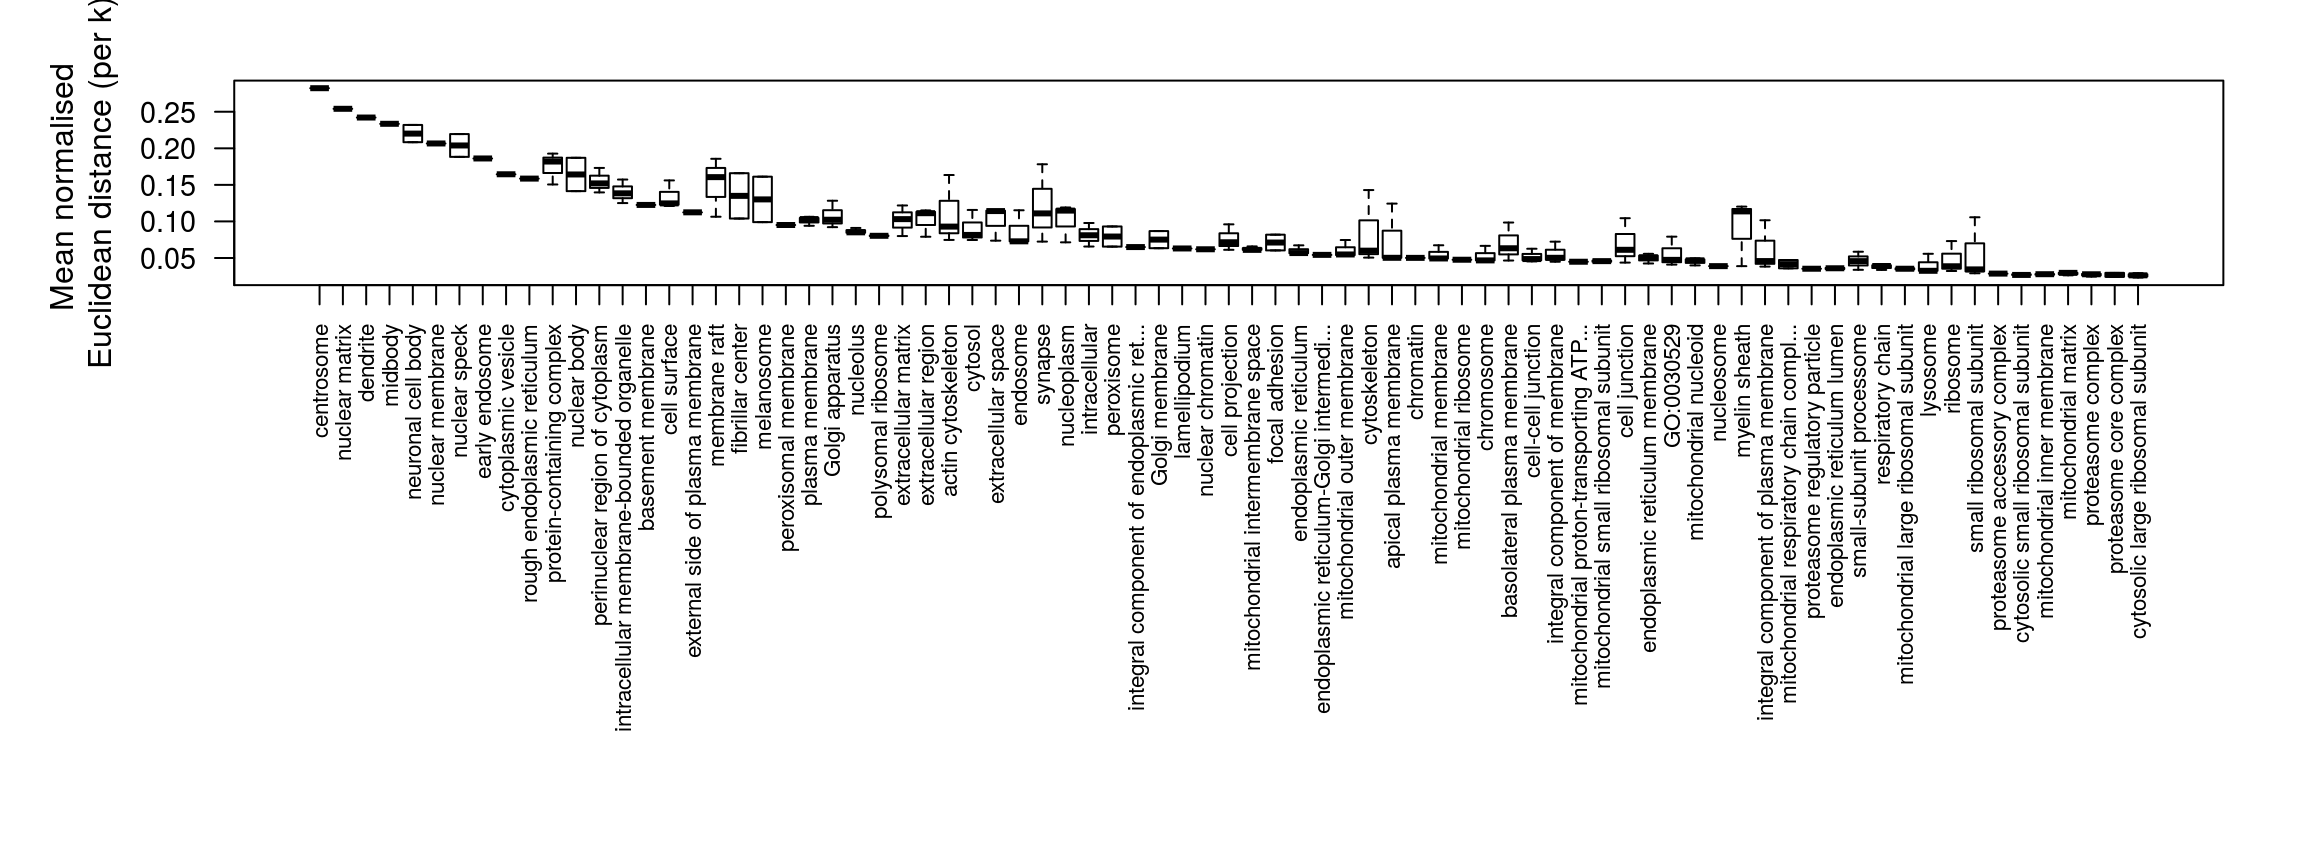 Mean normalised
Euclidean distance (per k)
0.25
0.20
0.15
0.10
0.05
centrosome
nuclear matrix
dendrite
midbody
neuronal cell body
nuclear membrane
nuclear speck
early endosome
cytoplasmic vesicle
rough endoplasmic reticulum
protein-containing complex
nuclear body
perinuclear region of cytoplasm
intracellular membrane-bounded organelle
basement membrane
cell surface
external side of plasma membrane
membrane raft
fibrillar center
melanosome
peroxisomal membrane
plasma membrane
Golgi apparatus
nucleolus
polysomal ribosome
extracellular matrix
extracellular region
actin cytoskeleton
cytosol
extracellular space
endosome
synapse
nucleoplasm
intracellular
peroxisome
integral component of endoplasmic ret...
Golgi membrane
lamellipodium
nuclear chromatin
cell projection
mitochondrial intermembrane space
focal adhesion
endoplasmic reticulum
endoplasmic reticulum-Golgi intermedi...
mitochondrial outer membrane
cytoskeleton
apical plasma membrane
chromatin
mitochondrial membrane
mitochondrial ribosome
chromosome
basolateral plasma membrane
cell-cell junction
integral component of membrane
mitochondrial proton-transporting ATP...
mitochondrial small ribosomal subunit
cell junction
endoplasmic reticulum membrane
GO:0030529
mitochondrial nucleoid
nucleosome
myelin sheath
integral component of plasma membrane
mitochondrial respiratory chain compl...
proteasome regulatory particle
endoplasmic reticulum lumen
small-subunit processome
respiratory chain
mitochondrial large ribosomal subunit
lysosome
ribosome
small ribosomal subunit
proteasome accessory complex
cytosolic small ribosomal subunit
mitochondrial inner membrane
mitochondrial matrix
proteasome complex
proteasome core complex
cytosolic large ribosomal subunit